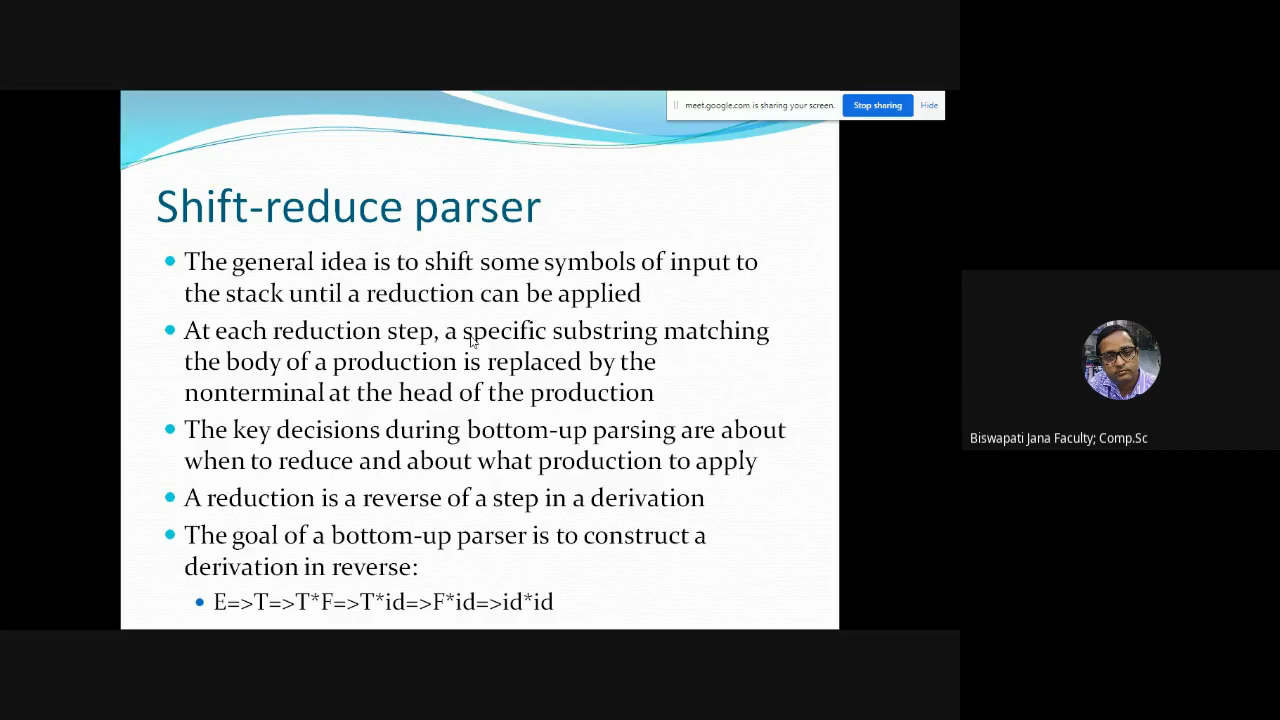 meet.google.com is sharing your screen.
Stop sharing
Hide
Shift-reduce parser
The general idea is to shift some symbols of input to
the stack until a reduction can be applied
At each reduction step, a specific substring matching
the body of a production is replaced by the
nonterminal at the head of the production
The key decisions during bottom-up parsing are about
when to reduce and about what production to apply
A reduction is a reverse of a step in a derivation
The goal of a bottom-up parser is to construct a
derivation in reverse:
E=>T=>T*F=>T*id=>F*id=>id*id
Biswapati Jana Faculty; Comp.Sc